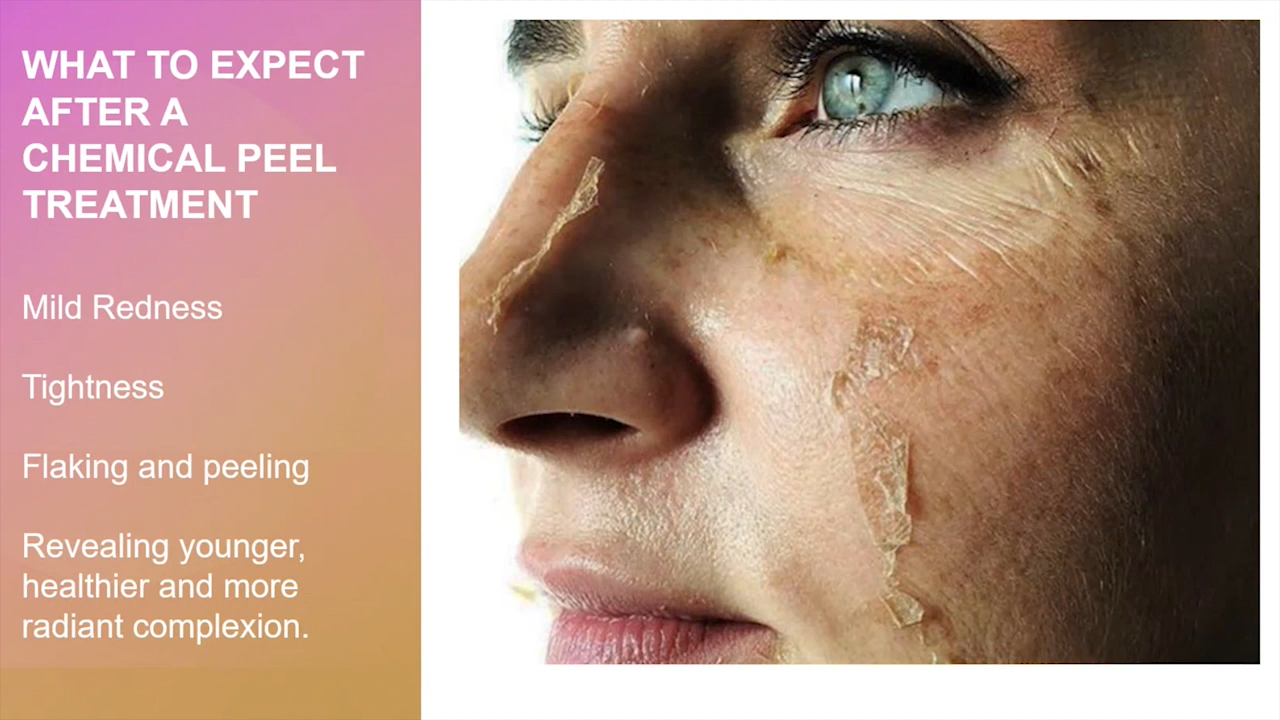 WHAT TO EXPECT
AFTER A
CHEMICAL PEEL
TREATMENT
Mild Redness
Tightness
Flaking and peeling
Revealing younger,
healthier and more
radiant complexion.